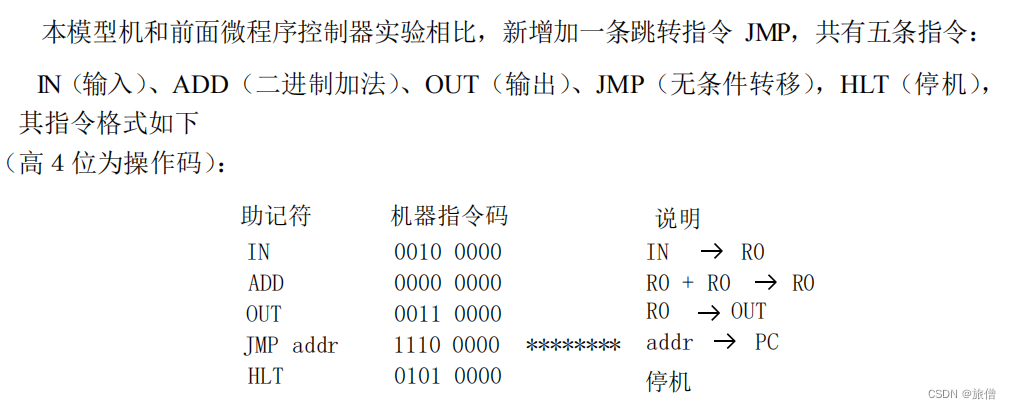 本模型机和前面微程序控制器实验相比，新增加一条跳转指令 JMP，共有五条指令：
IN（输入）、ADD（二进制加法）、OUT（输出）、JMP（无条件转移），HLT（停机），
其指令格式如下
（高 4 位为操作码）：
助记符 机器指令码 说明
IN 0010 0000 IN → R0
ADD 0000 0000 R0 + R0 → R0
OUT 0011 0000 R0 → OUT
JMP addr 1110 0000 ******** addr → PC
HLT 0101 0000 停机
CSDN @旅僧